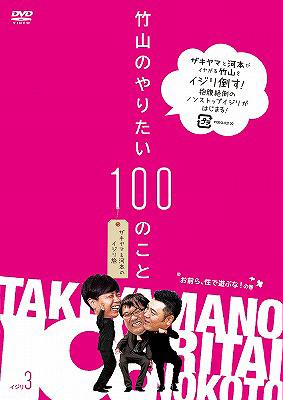 DVD
VIDEO
ザキヤマと河本が
イヤがる竹山を
イジリ倒す!
抱腹絶倒の
ノンストップイジリが
はじまる!
竹山のやりたい
100
のこと
ザキヤマと河本の
イジリ旅
お前ら、俺で遊ぶな!の巻
TAKEYAMANO
YARITAI
100
NOKOTO
イジリ3